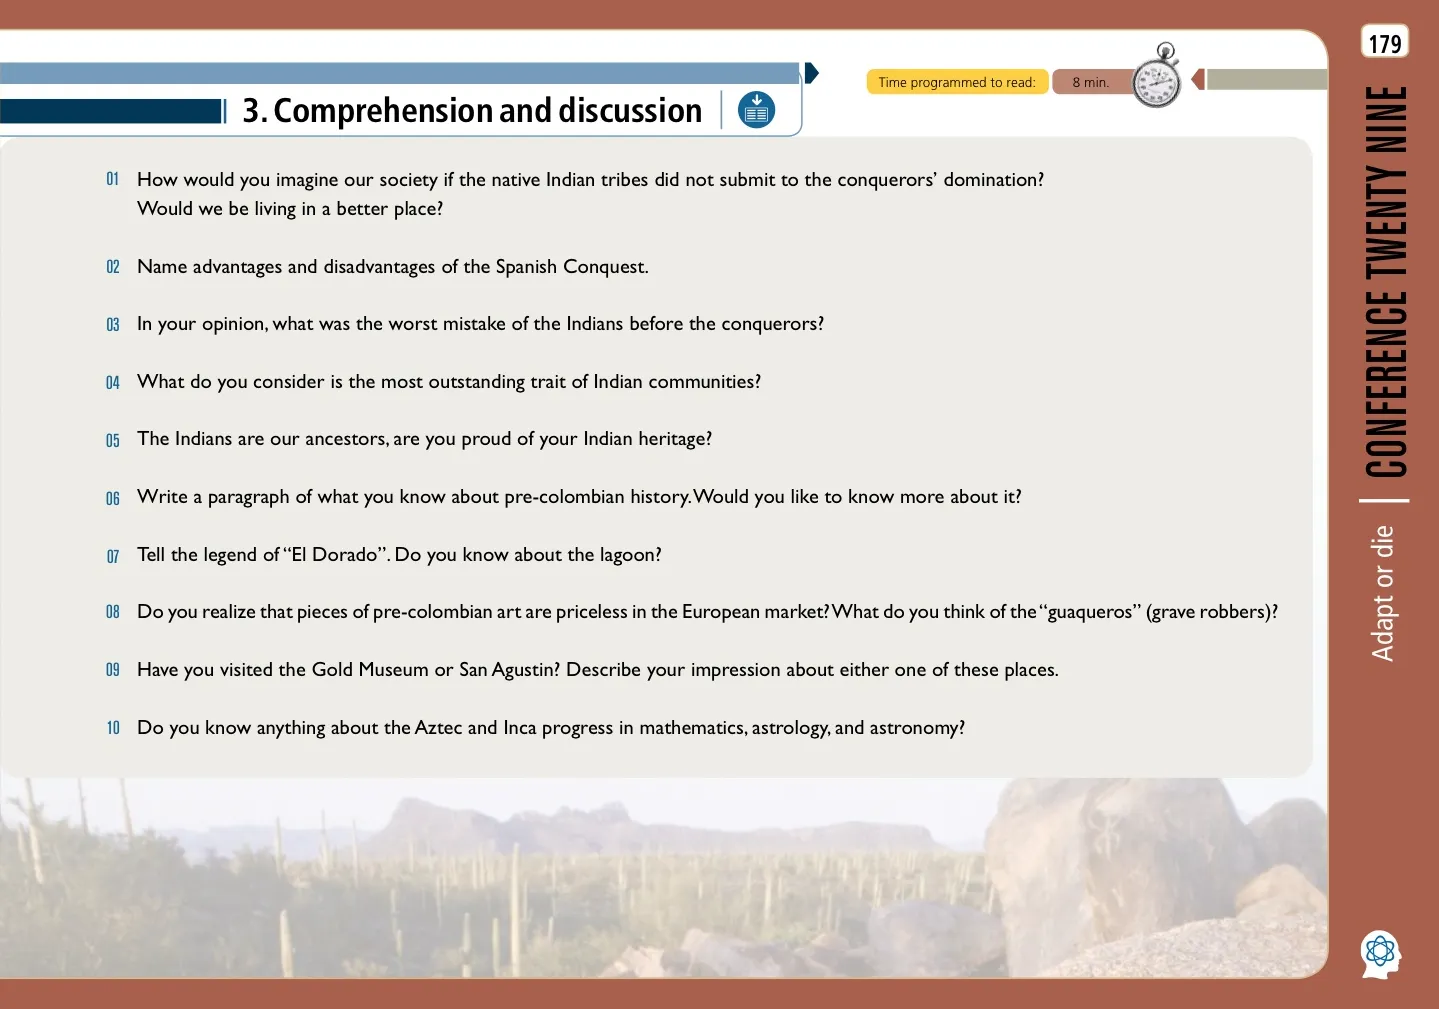 179
Time programmed to read:
8 min.
3. Comprehension and discussion
01 How would you imagine our society if the native Indian tribes did not submit to the conquerors’ domination?
Would we be living in a better place?
02 Name advantages and disadvantages of the Spanish Conquest.
03 In your opinion, what was the worst mistake of the Indians before the conquerors?
04 What do you consider is the most outstanding trait of Indian communities?
05 The Indians are our ancestors, are you proud of your Indian heritage?
06 Write a paragraph of what you know about pre-colombian history. Would you like to know more about it?
07 Tell the legend of “El Dorado”. Do you know about the lagoon?
08 Do you realize that pieces of pre-colombian art are priceless in the European market? What do you think of the “guaqueros” (grave robbers)?
09 Have you visited the Gold Museum or San Agustin? Describe your impression about either one of these places.
10 Do you know anything about the Aztec and Inca progress in mathematics, astrology, and astronomy?
Adapt or die | CONFERENCE TWENTY NINE